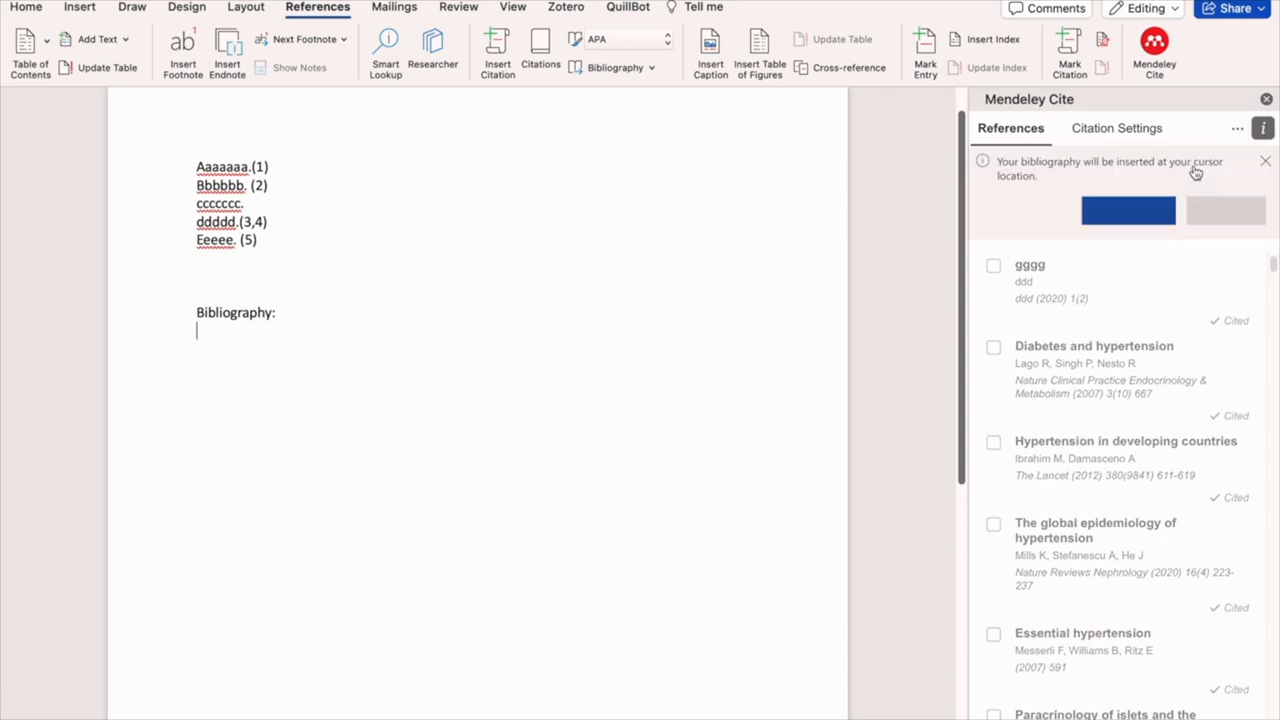 Home Insert Draw Design Layout References Mailings Review View Zotero QuillBot Tell me Comments Editing Share
Table of Contents
Add Text
Update Table
Insert Footnote
Insert Endnote
Next Footnote
Show Notes
Smart Lookup
Researcher
Insert Citation
Citations
APA
Bibliography
Insert Caption
Insert Table of Figures
Update Table
Cross-reference
Mark Entry
Insert Index
Update Index
Mark Citation
Mendeley Cite
Aaaaaaa.(1)
Bbbbbb. (2)
ccccccc.
ddddd.(3,4)
Eeeee. (5)
Bibliography:
Mendeley Cite
References Citation Settings
Your bibliography will be inserted at your cursor
location.
gggg
ddd
ddd (2020) 1(2)
Cited
Diabetes and hypertension
Lago R, Singh P, Nesto R
Nature Clinical Practice Endocrinology &
Metabolism (2007) 3(10) 667
Cited
Hypertension in developing countries
Ibrahim M, Damasceno A
The Lancet (2012) 380(9841) 611-619
Cited
The global epidemiology of
hypertension
Mills K, Stefanescu A, He J
Nature Reviews Nephrology (2020) 16(4) 223-
237
Cited
Essential hypertension
Messerli F, Williams B, Ritz E
(2007) 591
Cited
Paracrinology of islets and the